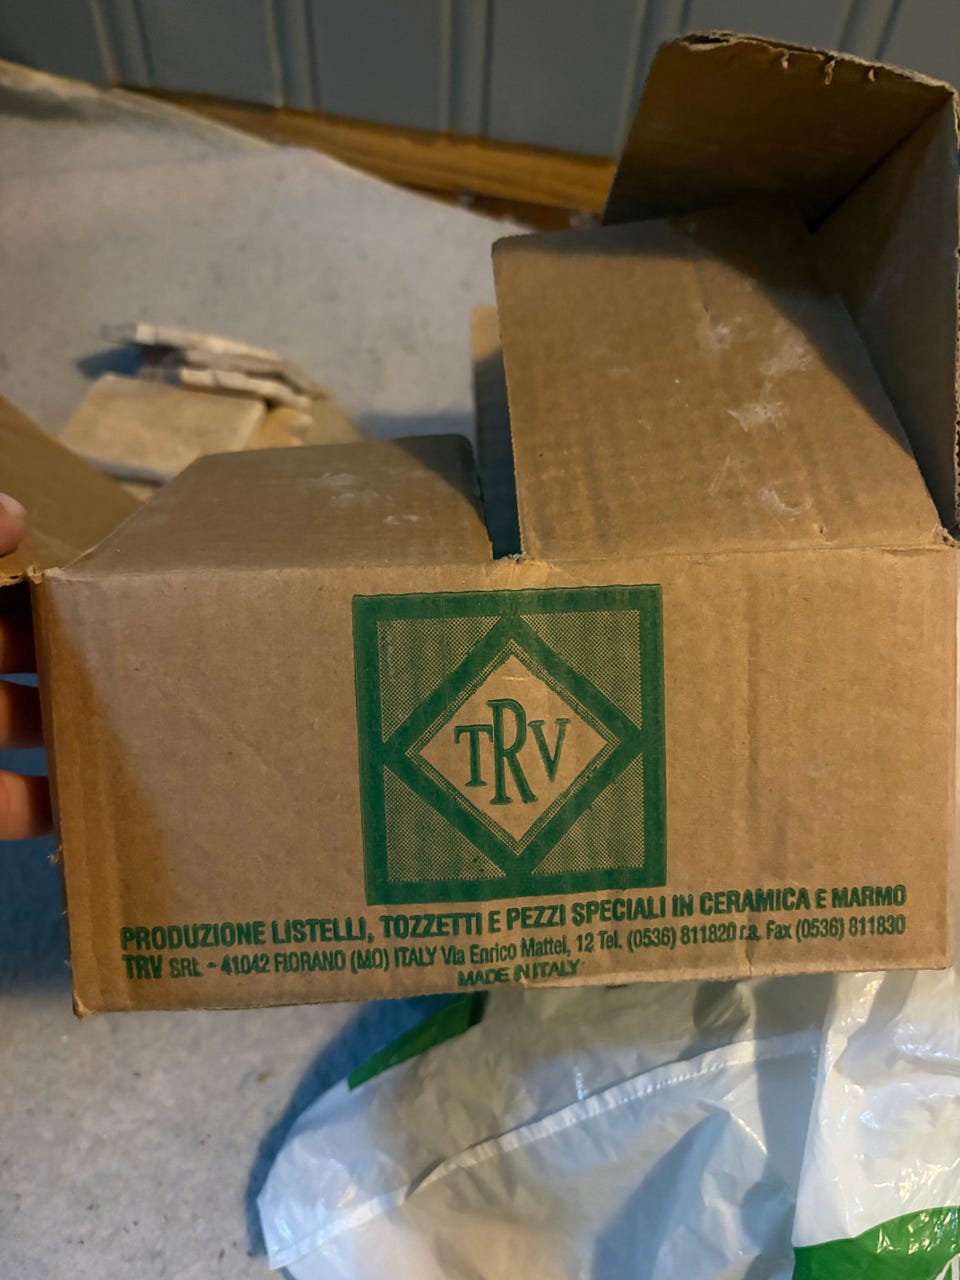 TRV
PRODUZIONE LISTELLI, TOZZETTI E PEZZI SPECIALI IN CERAMICA E MARMO
TRV SRL - 41042 FIORANO (MO) ITALY Via Enrico Mattei, 12 Tel. (0536) 811820 r.a. Fax (0536) 811830
MADE IN ITALY